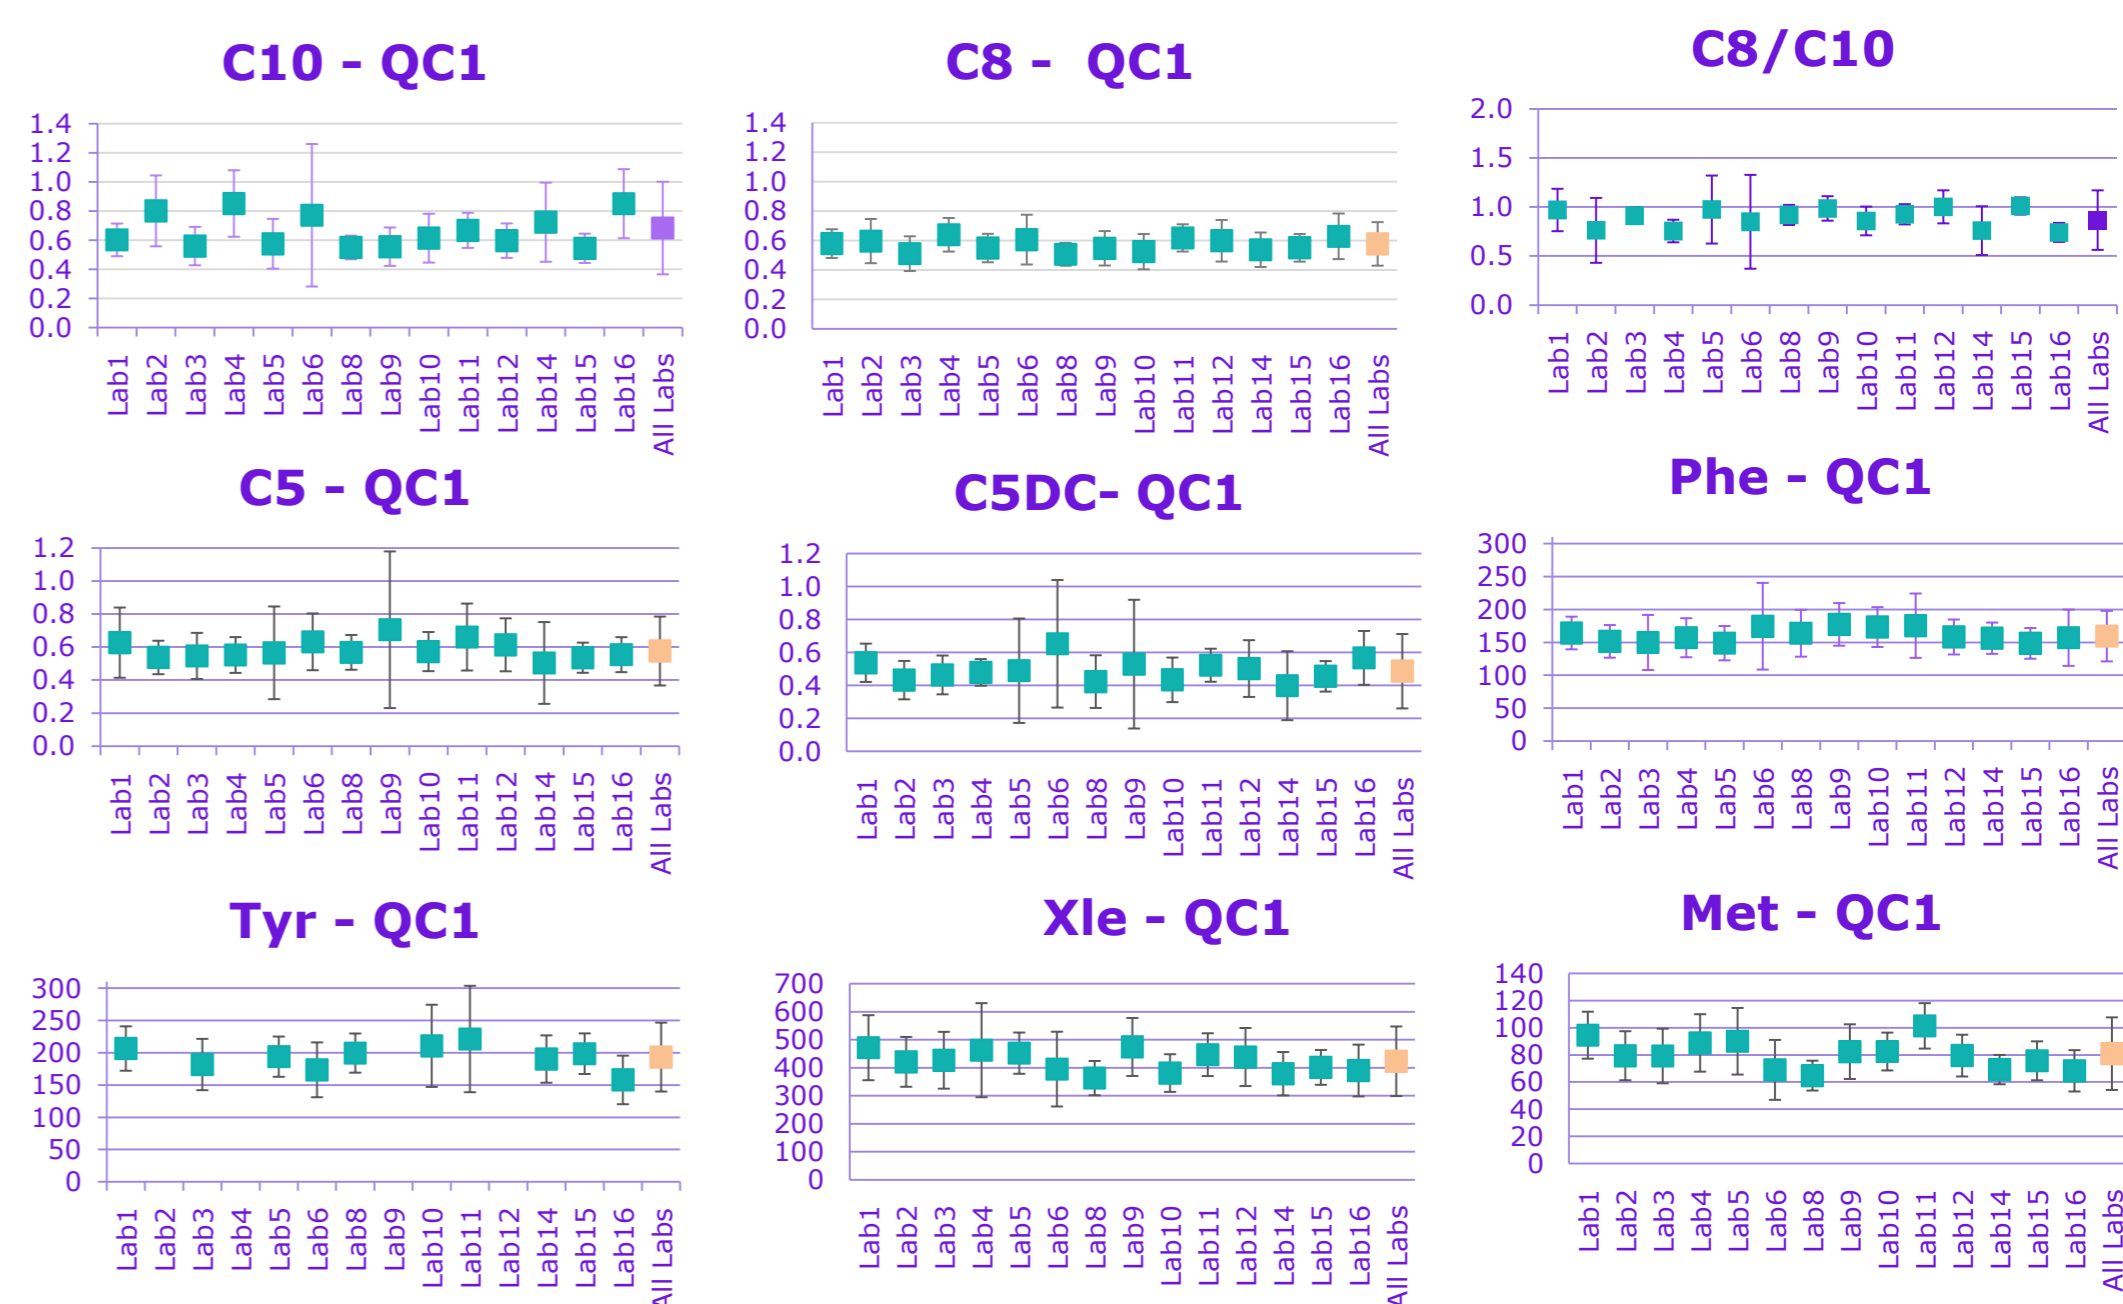 C10 - QC1
1.4
1.2
1.0
0.8
0.6
0.4
0.2
0.0
Lab1
Lab2
Lab3
Lab4
Lab5
Lab6
Lab8
Lab9
Lab10
Lab11
Lab12
Lab14
Lab15
Lab16
All Labs
C8 - QC1
1.4
1.2
1.0
0.8
0.6
0.4
0.2
0.0
Lab1
Lab2
Lab3
Lab4
Lab5
Lab6
Lab8
Lab9
Lab10
Lab11
Lab12
Lab14
Lab15
Lab16
All Labs
C8/C10
2.0
1.5
1.0
0.5
0.0
Lab1
Lab2
Lab3
Lab4
Lab5
Lab6
Lab8
Lab9
Lab10
Lab11
Lab12
Lab14
Lab15
Lab16
All Labs
C5 - QC1
1.2
1.0
0.8
0.6
0.4
0.2
0.0
Lab1
Lab2
Lab3
Lab4
Lab5
Lab6
Lab8
Lab9
Lab10
Lab11
Lab12
Lab14
Lab15
Lab16
All Labs
C5DC- QC1
1.2
1.0
0.8
0.6
0.4
0.2
0.0
Lab1
Lab2
Lab3
Lab4
Lab5
Lab6
Lab8
Lab9
Lab10
Lab11
Lab12
Lab14
Lab15
Lab16
All Labs
Phe - QC1
300
250
200
150
100
50
0
Lab1
Lab2
Lab3
Lab4
Lab5
Lab6
Lab8
Lab9
Lab10
Lab11
Lab12
Lab14
Lab15
Lab16
All Labs
Tyr - QC1
300
250
200
150
100
50
0
Lab1
Lab2
Lab3
Lab4
Lab5
Lab6
Lab8
Lab9
Lab10
Lab11
Lab12
Lab14
Lab15
Lab16
All Labs
Xle - QC1
700
600
500
400
300
200
100
0
Lab1
Lab2
Lab3
Lab4
Lab5
Lab6
Lab8
Lab9
Lab10
Lab11
Lab12
Lab14
Lab15
Lab16
All Labs
Met - QC1
140
120
100
80
60
40
20
0
Lab1
Lab2
Lab3
Lab4
Lab5
Lab6
Lab8
Lab9
Lab10
Lab11
Lab12
Lab14
Lab15
Lab16
All Labs